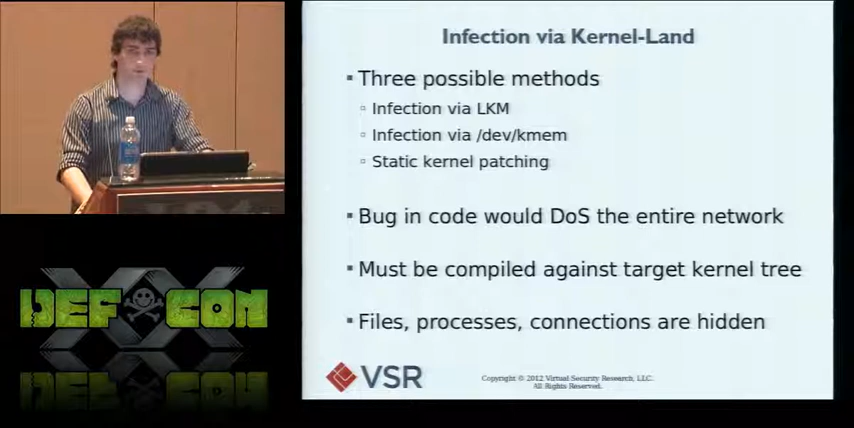 Infection via Kernel-Land
▪ Three possible methods
▫ Infection via LKM
▫ Infection via /dev/kmem
▫ Static kernel patching
▪ Bug in code would DoS the entire network
▪ Must be compiled against target kernel tree
▪ Files, processes, connections are hidden
VSR
Copyright © 2012 Virtual Security Research, LLC.
All Rights Reserved.
XX
DEF CON